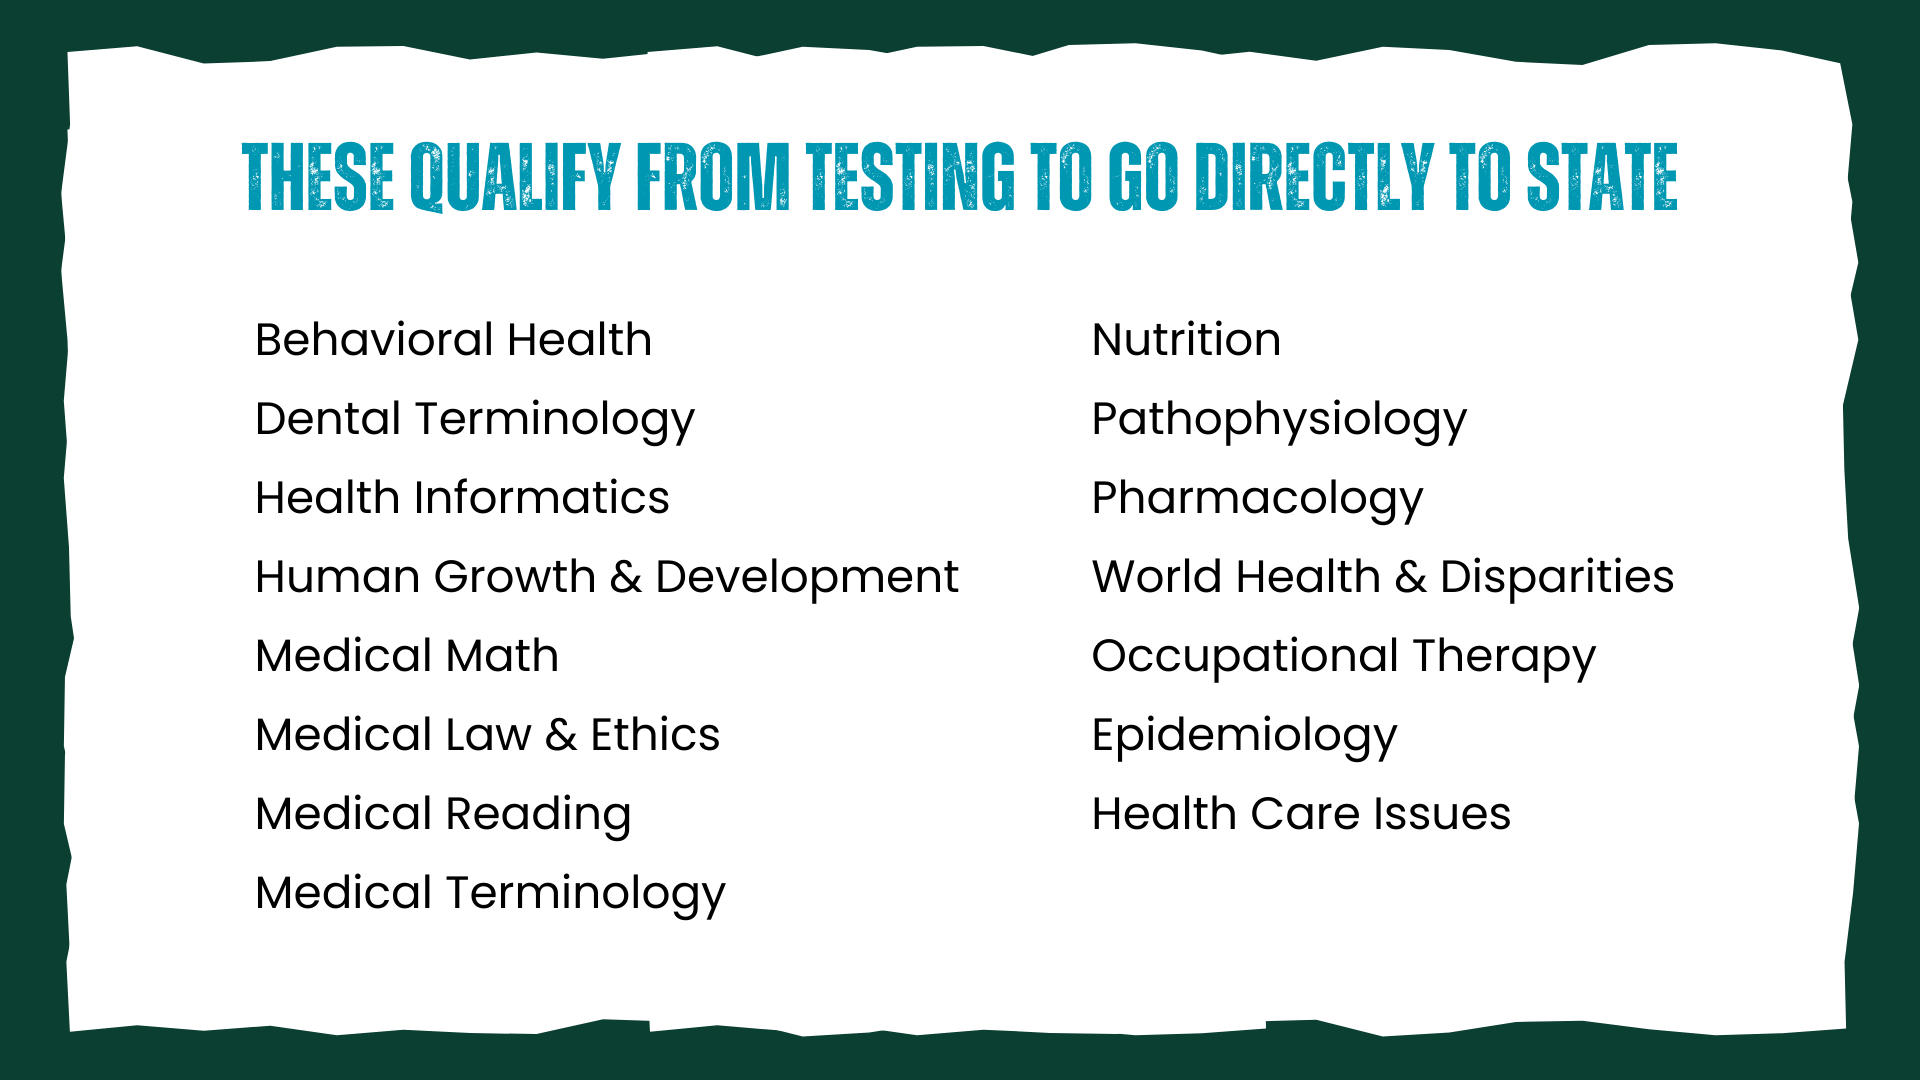 THESE QUALIFY FROM TESTING TO GO DIRECTLY TO STATE
Behavioral Health
Dental Terminology
Health Informatics
Human Growth & Development
Medical Math
Medical Law & Ethics
Medical Reading
Medical Terminology
Nutrition
Pathophysiology
Pharmacology
World Health & Disparities
Occupational Therapy
Epidemiology
Health Care Issues